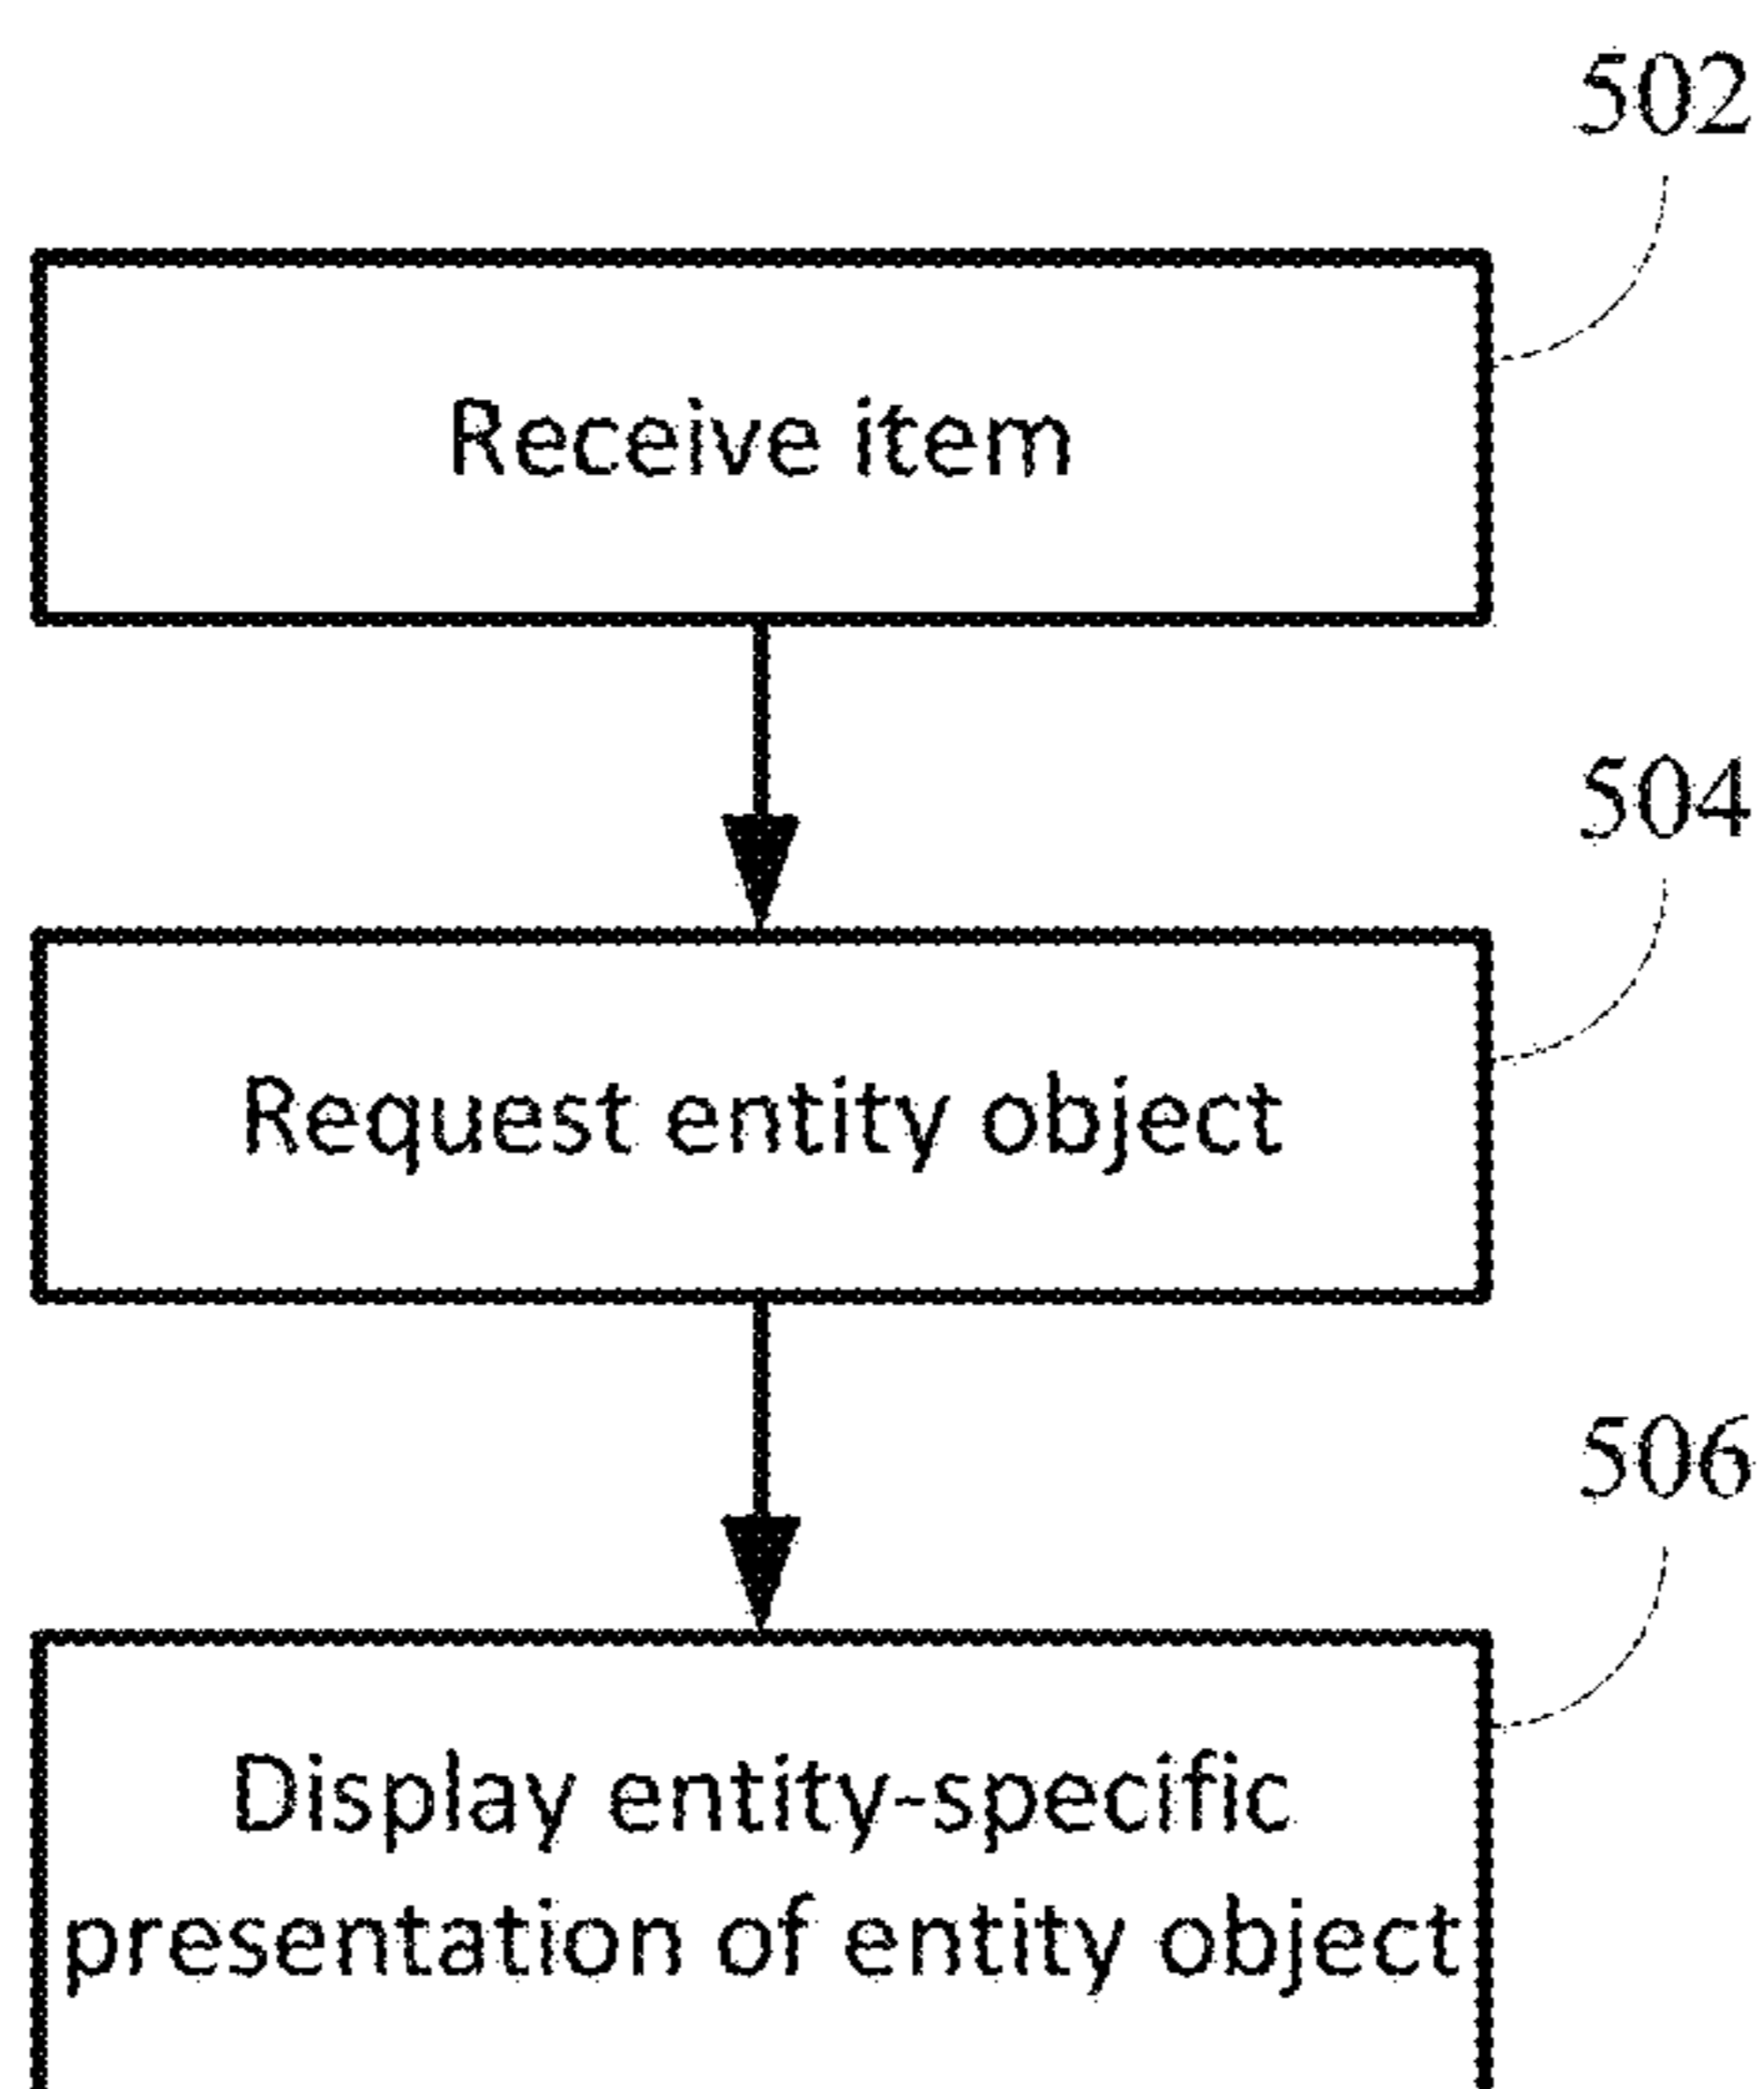 502
Receive item
504
Request entity object
506
Display entity-specific
presentation of entity object